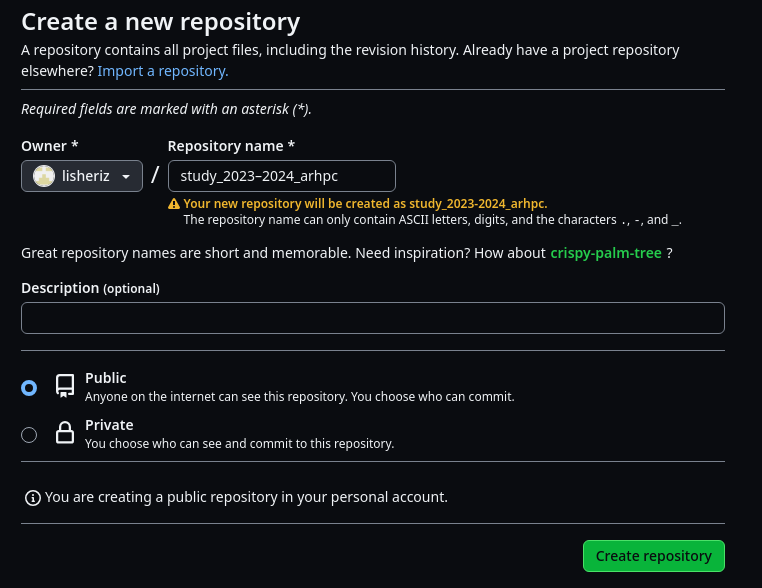 Create a new repository
A repository contains all project files, including the revision history. Already have a project repository
elsewhere? Import a repository.
Required fields are marked with an asterisk (*).
Owner * Repository name *
lisheriz / study_2023–2024_arhpc
Your new repository will be created as study_2023-2024_arhpc.
The repository name can only contain ASCII letters, digits, and the characters ., -, and _.
Great repository names are short and memorable. Need inspiration? How about crispy-palm-tree ?
Description (optional)
Public
Anyone on the internet can see this repository. You choose who can commit.
Private
You choose who can see and commit to this repository.
You are creating a public repository in your personal account.
Create repository